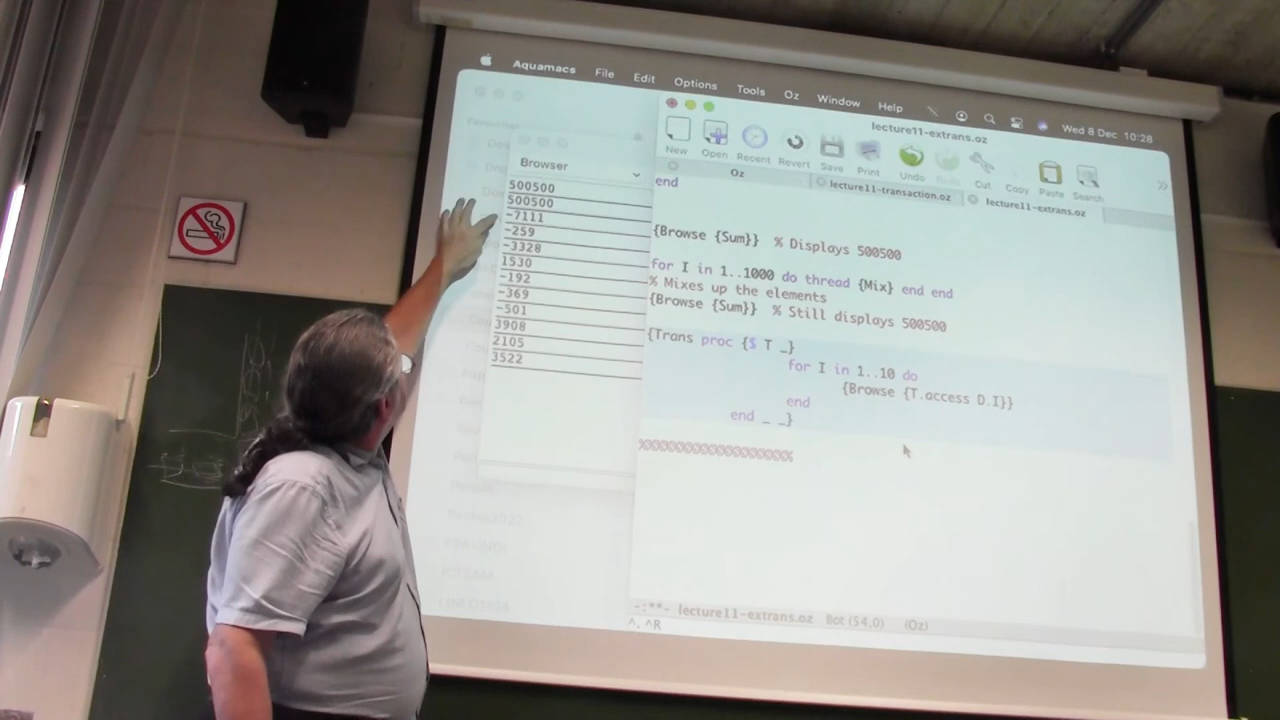 Aquamacs File Edit Options Tools Oz Window Help Wed 8 Dec 10:28
lecture11-extrans.oz
New Open Recent Revert Save Print Undo Cut Copy Paste Search
Oz lecture11-transaction.oz lecture11-extrans.oz
Browser
500500
500500
-7111
-259
-3328
1530
-192
-369
-501
3908
2105
3522
end
{Browse {Sum}} % Displays 500500
for I in 1..1000 do thread {Mix} end end
% Mixes up the elements
{Browse {Sum}} % Still displays 500500
{Trans proc {$ T _}
for I in 1..10 do
{Browse {T.access D.I}}
end
end _ _}
%%%%%%%%%%%%%%%%%%
-:**- lecture11-extrans.oz Bot (54,0) (Oz)
^. ^R